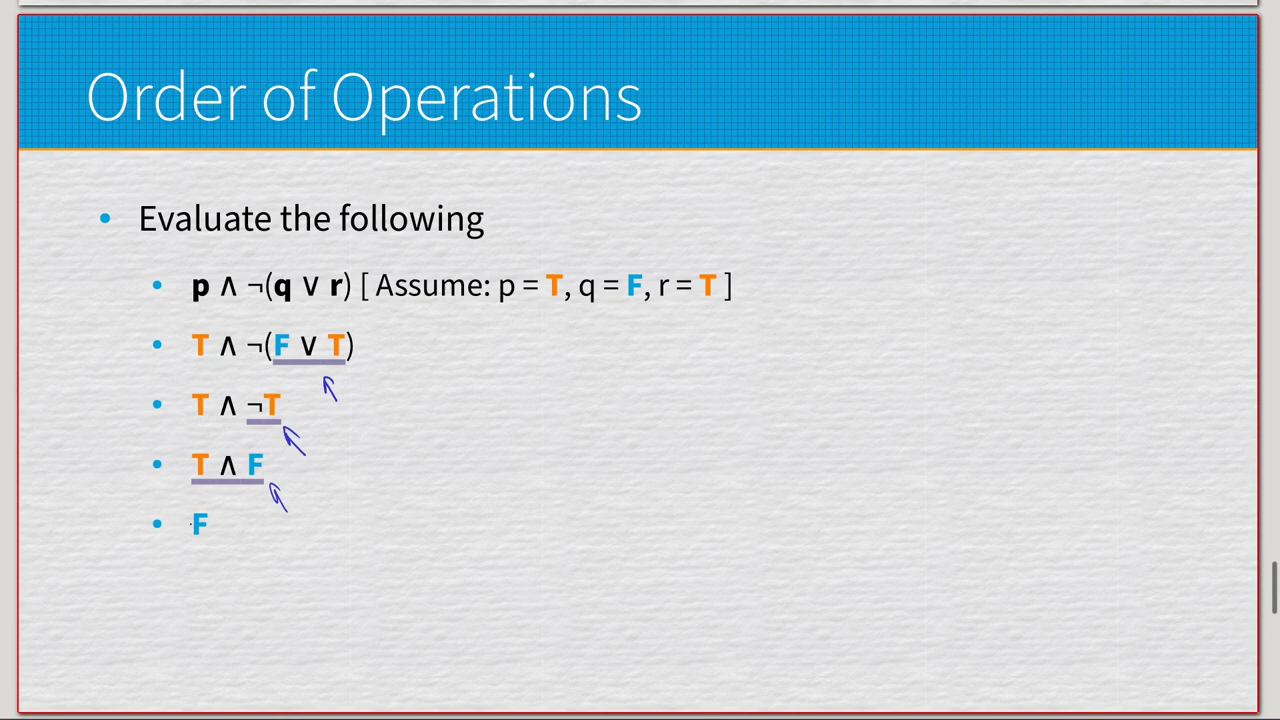 Order of Operations
• Evaluate the following
• p ∧ ¬(q ∨ r) [ Assume: p = T, q = F, r = T ]
• T ∧ ¬(F ∨ T)
• T ∧ ¬T
• T ∧ F
• F